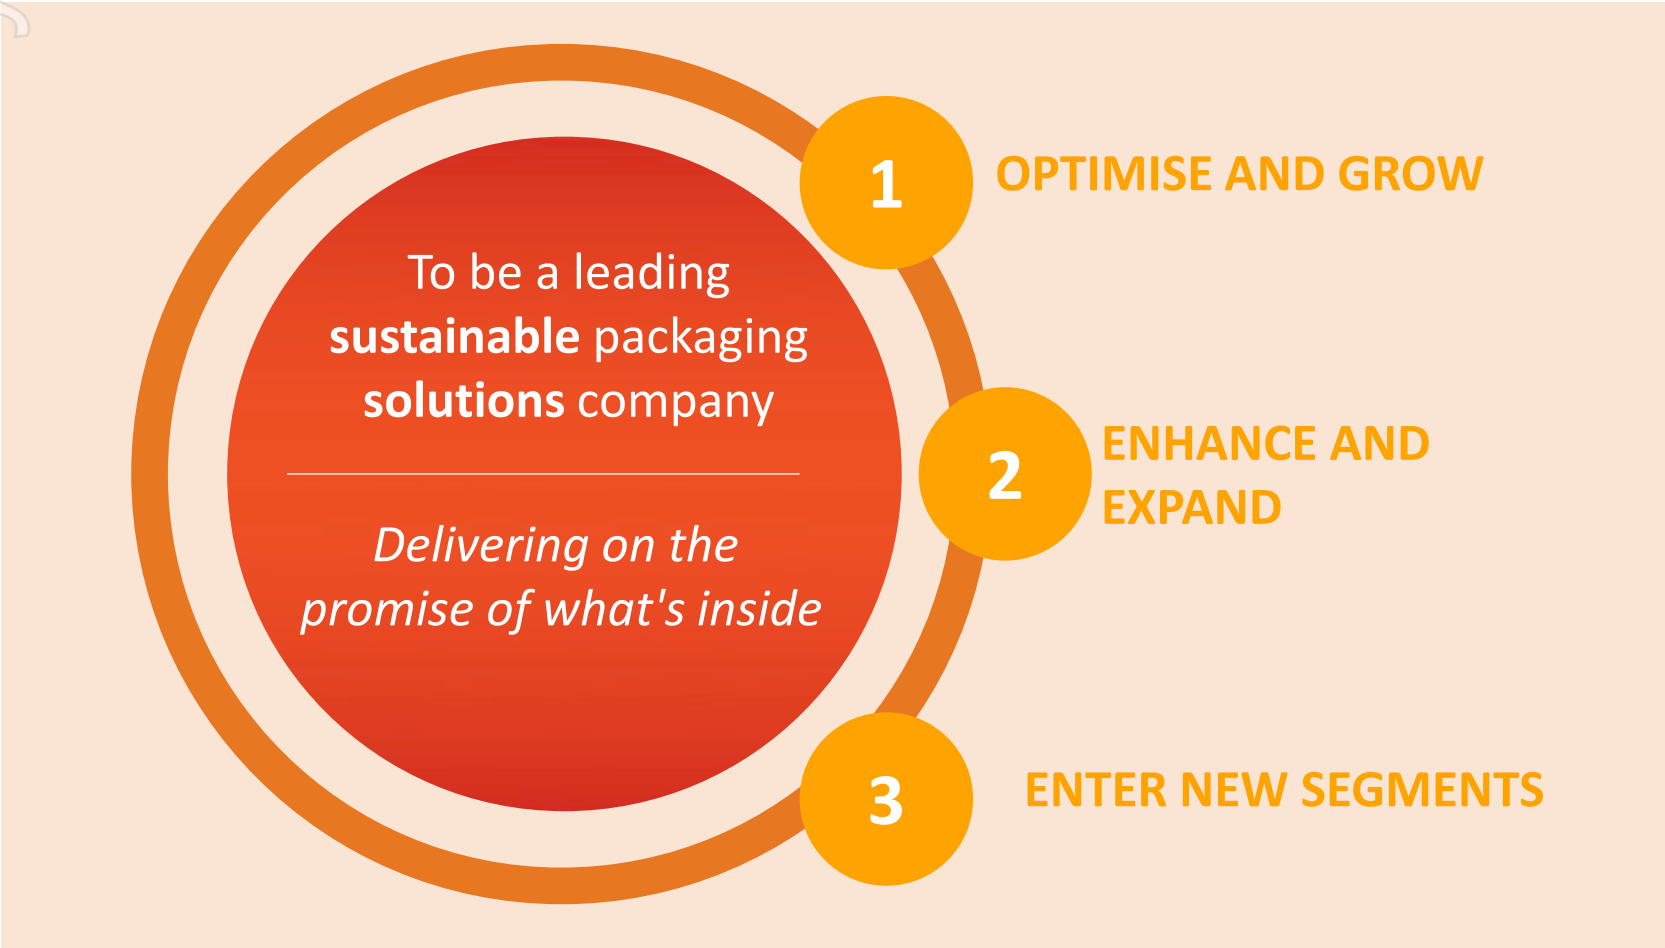 To be a leading
sustainable packaging
solutions company
Delivering on the
promise of what's inside
1
OPTIMISE AND GROW
2
ENHANCE AND
EXPAND
3
ENTER NEW SEGMENTS